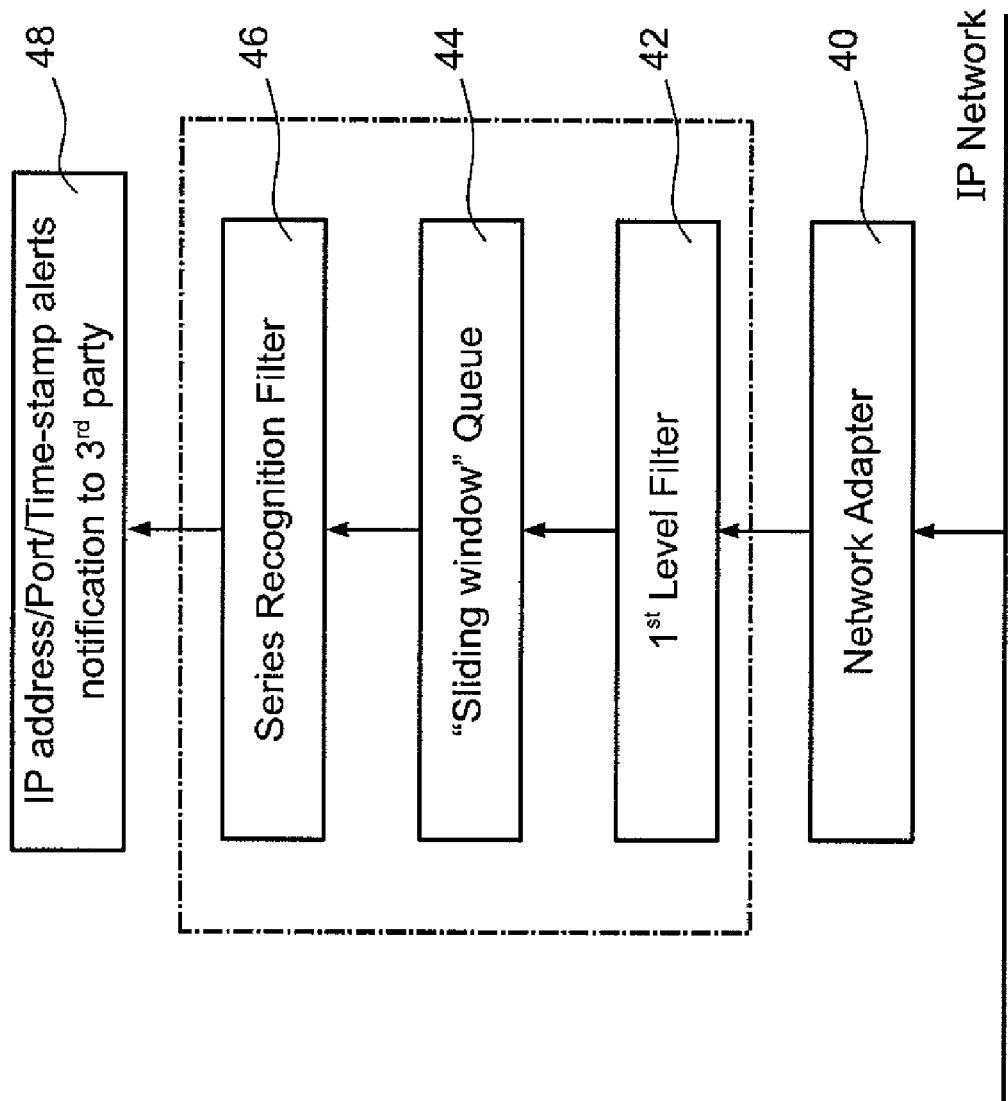 48
IP address/Port/Time-stamp alerts
notification to 3rd party
46
Series Recognition Filter
44
“Sliding window” Queue
42
1st Level Filter
40
Network Adapter
IP Network